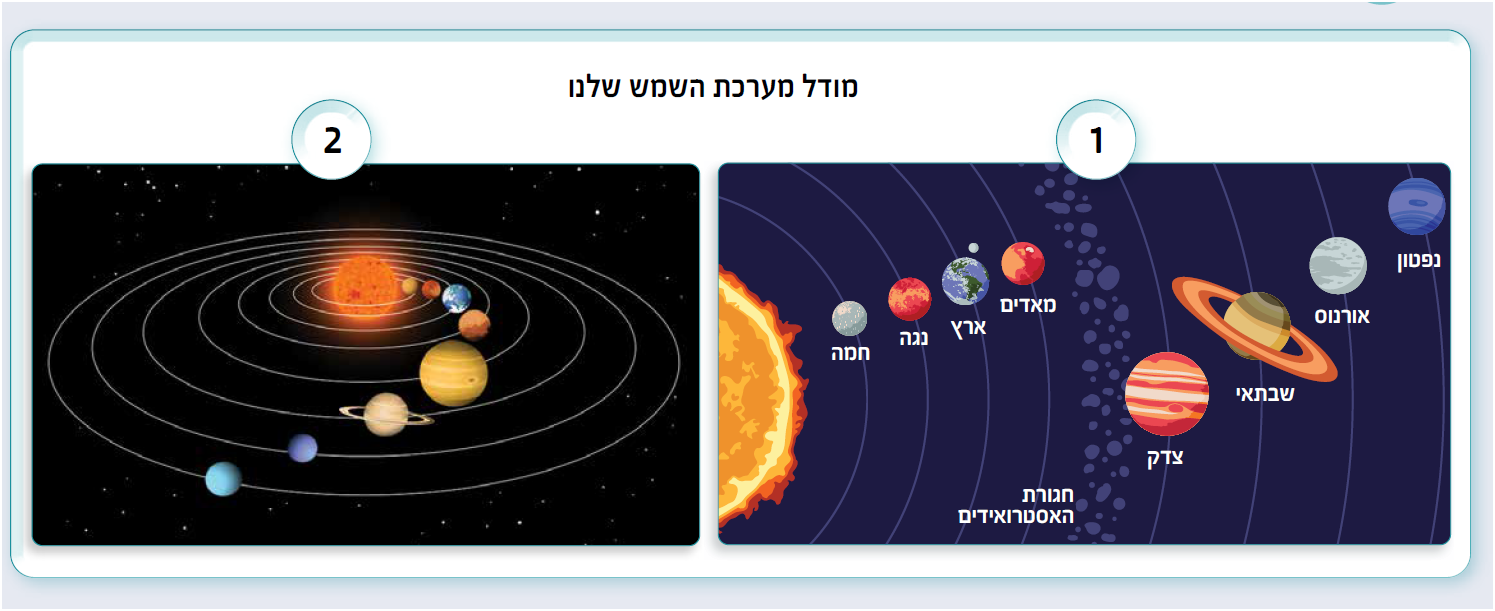 מודל מערכת השמש שלנו
1
2
חמה
נגה
ארץ
מאדים
חגורת
האסטרואידים
צדק
שבתאי
אורנוס
נפטון